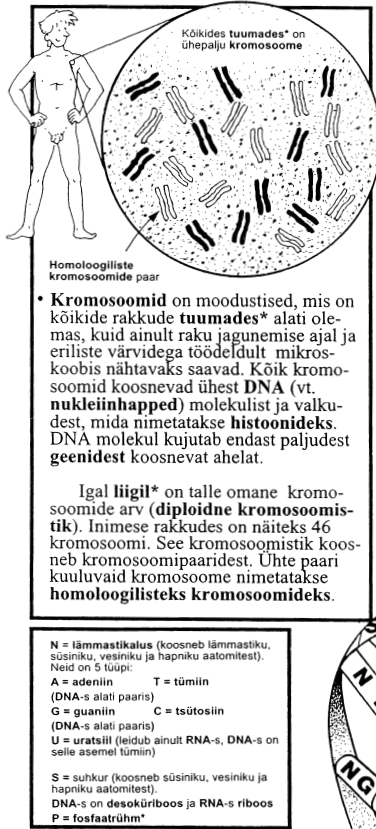 Kõikides tuumades* on
ühepalju kromosoome
Homoloogiliste
kromosoomide paar
• Kromosoomid on moodustised, mis on
kõikide rakkude tuumades* alati ole-
mas, kuid ainult raku jagunemise ajal ja
eriliste värvidega töödeldult mikros-
koobis nähtavaks saavad. Kõik kromo-
soomid koosnevad ühest DNA (vt.
nukleiinhapped) molekulist ja valku-
dest, mida nimetatakse histoonideks.
DNA molekul kujutab endast paljudest
geenidest koosnevat ahelat.
Igal liigil* on talle omane kromo-
soomide arv (diploidne kromosoomis-
tik). Inimese rakkudes on näiteks 46
kromosoomi. See kromosoomistik koos-
neb kromosoomipaaridest. Ühte paari
kuuluvaid kromosoome nimetatakse
homoloogilisteks kromosoomideks.
N = lämmastikalus (koosneb lämmastiku,
süsiniku, vesiniku ja hapniku aatomitest).
Neid on 5 tüüpi:
A = adeniin T = tümiin
(DNA-s alati paaris)
G = guaniin C = tsütosiin
(DNA-s alati paaris)
U = uratsiil (leidub ainult RNA-s, DNA-s on
selle asemel tümiin)
S = suhkur (koosneb süsiniku, vesiniku ja
hapniku aatomitest).
DNA-s on desoküriboos ja RNA-s riboos
P = fosfaatrühm*
N
NG